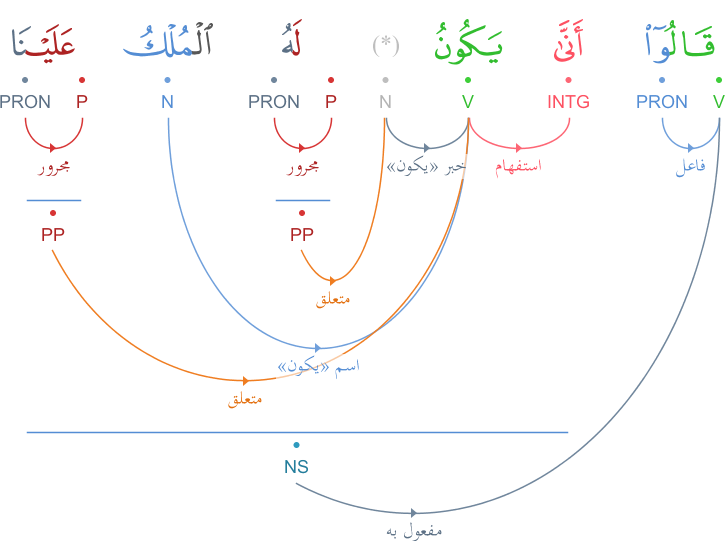 قَالُوٓا۟ أَنَّىٰ يَكُونُ (*) لَهُ ٱلْمُلْكُ عَلَيْنَا
V PRON INTG V N P PRON N P PRON
فاعل استفهام خبر «يكون» مجرور مجرور
PP PP
متعلق
اسم «يكون»
متعلق
NS
مفعول به